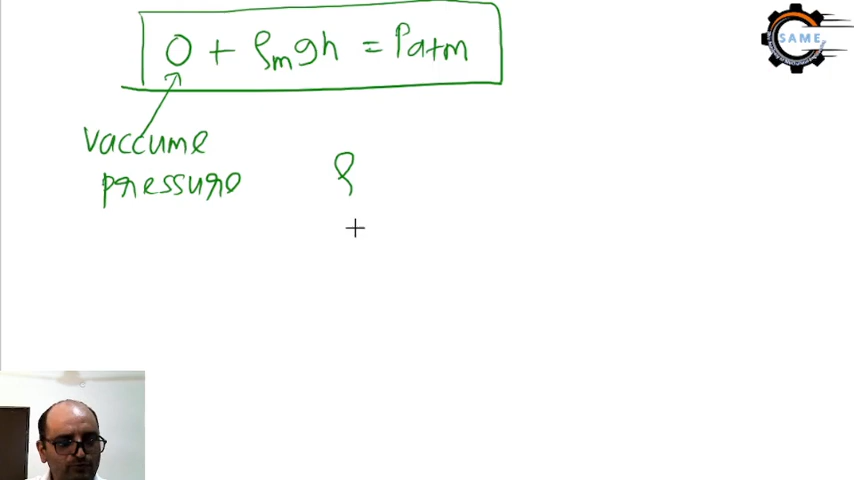 0 + ρₘgh = Patm
vaccume
pressure
ρ
SAME